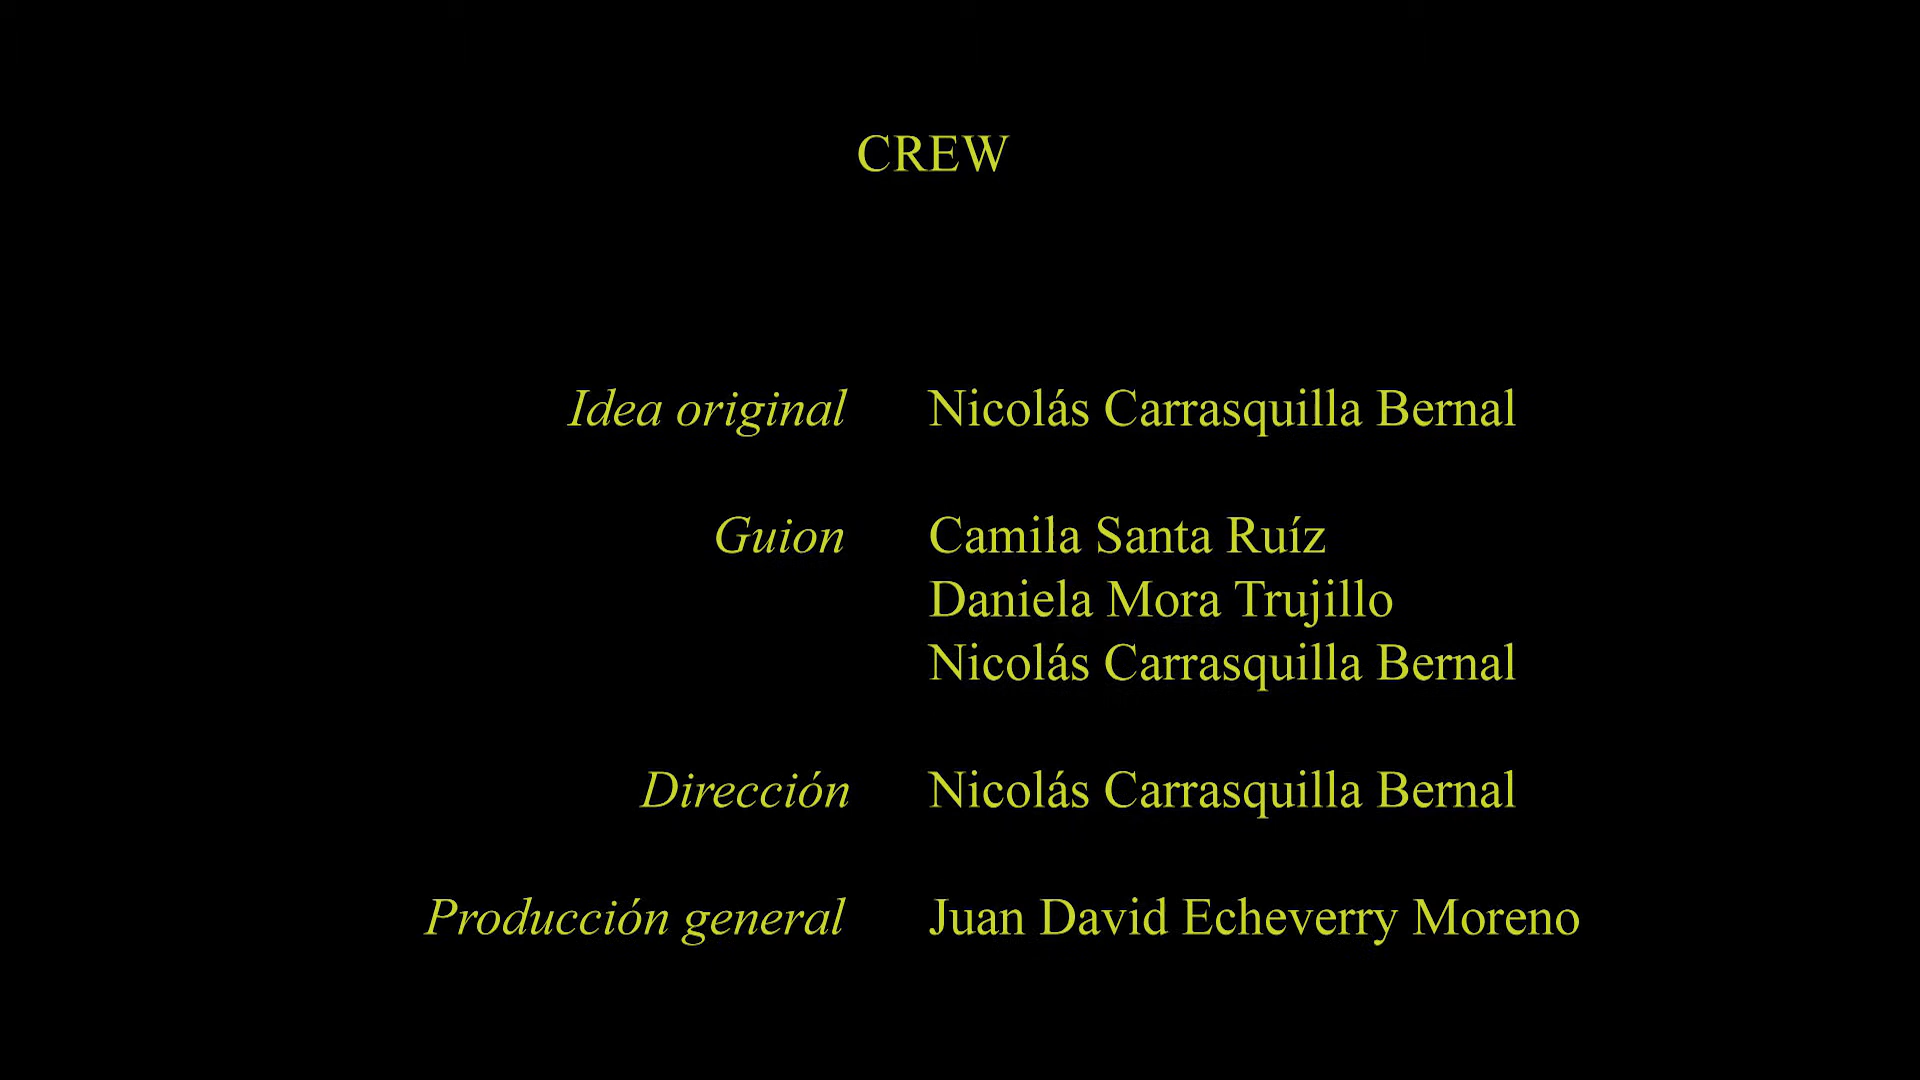 CREW
Idea original Nicolás Carrasquilla Bernal
Guion Camila Santa Ruíz
Daniela Mora Trujillo
Nicolás Carrasquilla Bernal
Dirección Nicolás Carrasquilla Bernal
Producción general Juan David Echeverry Moreno